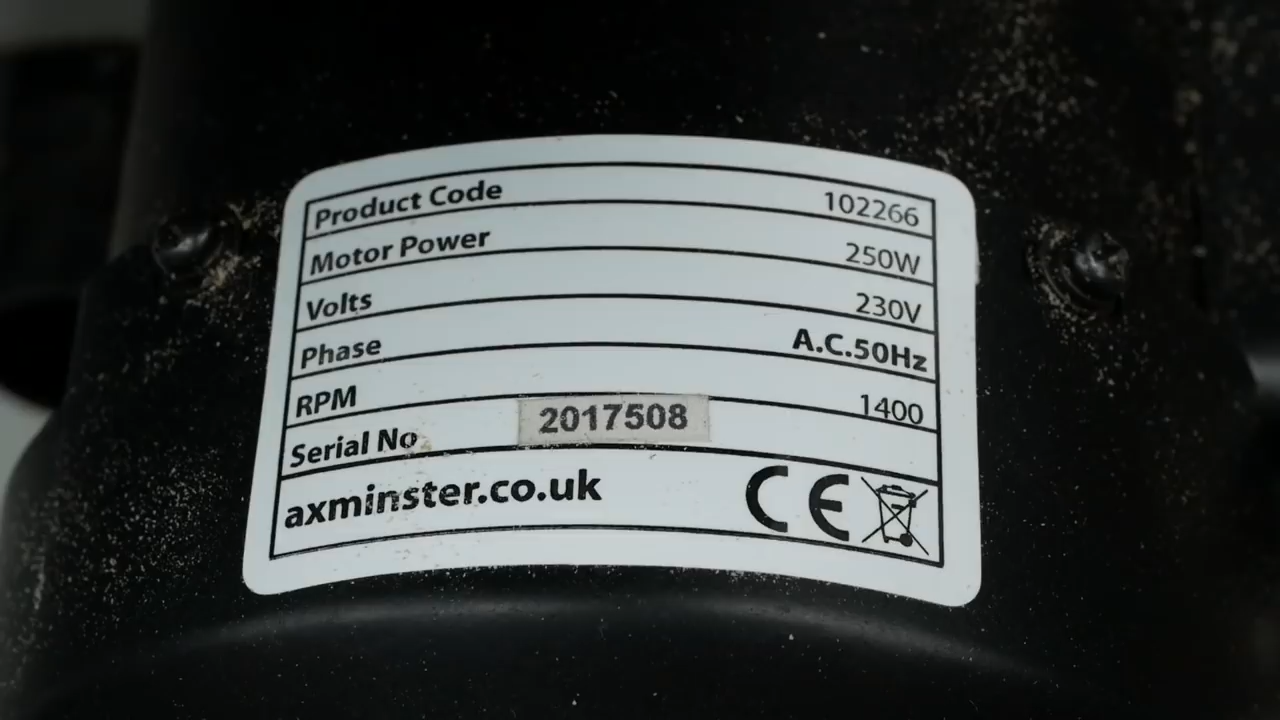 Product Code 102266
Motor Power 250W
Volts 230V
Phase A.C.50Hz
RPM 1400
Serial No 2017508
axminster.co.uk CE